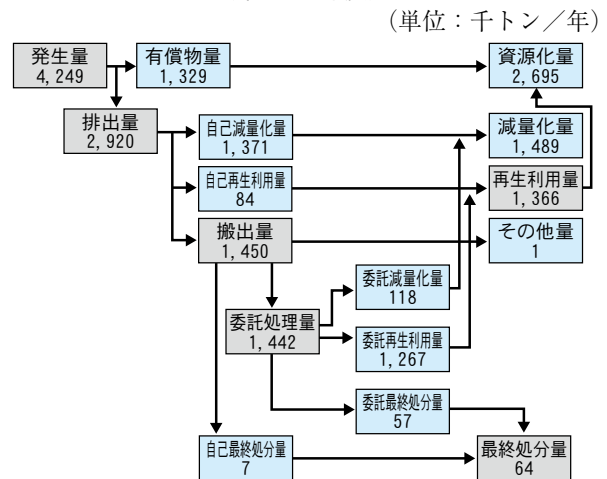 （単位：千トン／年）
発生量
4,249
有償物量
1,329
資源化量
2,695
排出量
2,920
自己減量化量
1,371
減量化量
1,489
自己再生利用量
84
再生利用量
1,366
搬出量
1,450
その他量
1
委託減量化量
118
委託処理量
1,442
委託再生利用量
1,267
委託最終処分量
57
自己最終処分量
7
最終処分量
64